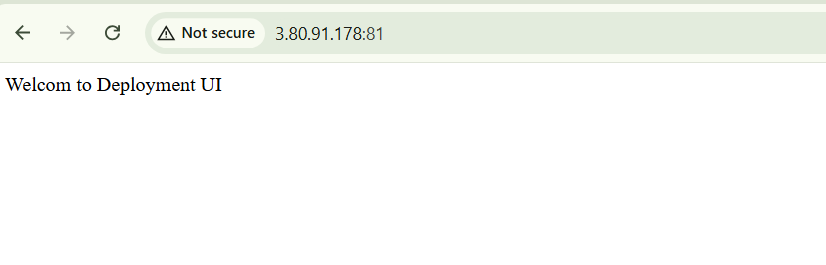 Not secure 3.80.91.178:81
Welcom to Deployment UI